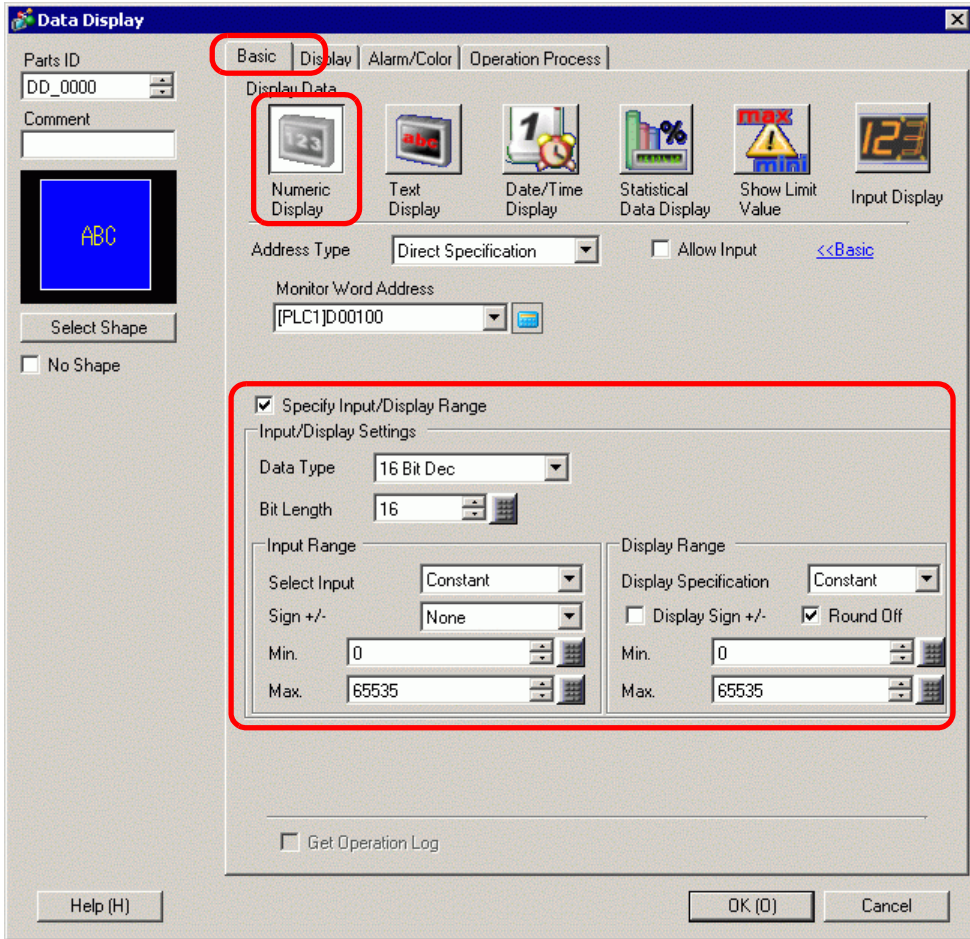 Data Display
Parts ID
DD_0000
Comment
ABC
Select Shape
No Shape
Basic Display Alarm/Color Operation Process
Display Data
123 abc 1 % max mini 123
Numeric Display
Text Display
Date/Time Display
Statistical Data Display
Show Limit Value
Input Display
Address Type Direct Specification Allow Input <<Basic
Monitor Word Address
[PLC1]D00100
Specify Input/Display Range
Input/Display Settings
Data Type 16 Bit Dec
Bit Length 16
Input Range
Select Input Constant
Sign +/- None
Min. 0
Max. 65535
Display Range
Display Specification Constant
Display Sign +/- Round Off
Min. 0
Max. 65535
Get Operation Log
Help (H) OK (O) Cancel